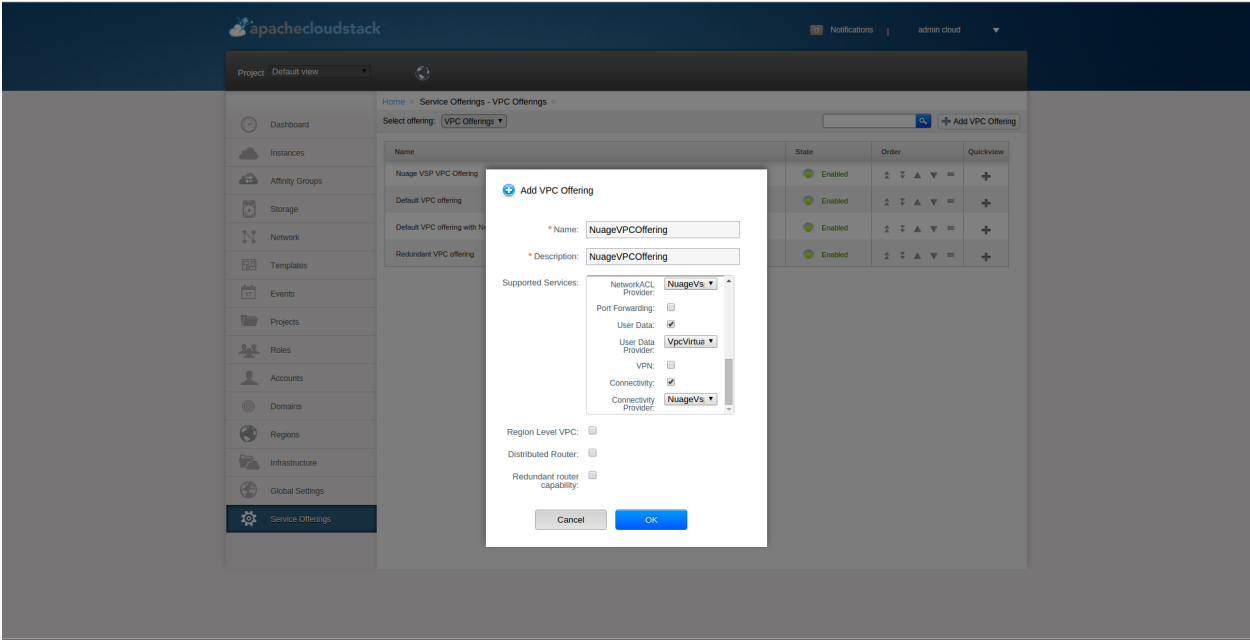 apachecloudstack
0 Notifications | admin cloud
Project Default view
Home > Service Offerings - VPC Offerings >
Select offering: VPC Offerings
Add VPC Offering
Dashboard
Instances
Affinity Groups
Storage
Network
Templates
17 Events
Projects
Roles
Accounts
Domains
Regions
Infrastructure
Global Settings
Service Offerings
Name State Order Quickview
Nuage VSP VPC Offering Enabled
Default VPC offering Enabled
Default VPC offering with Enabled
Redundant VPC offering Enabled
Add VPC Offering
* Name: NuageVPCOffering
* Description: NuageVPCOffering
Supported Services:
NetworkACL NuageVs
Provider:
Port Forwarding:
User Data:
User Data VpcVirtua
Provider:
VPN:
Connectivity:
Connectivity NuageVs
Provider:
Region Level VPC:
Distributed Router:
Redundant router
capability:
Cancel OK